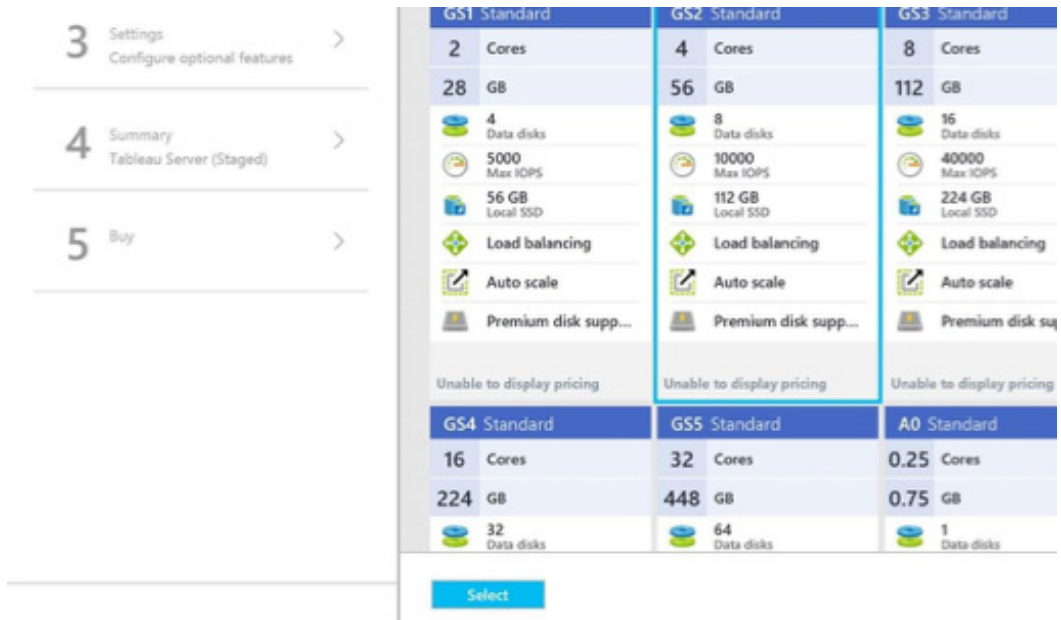 3 Settings
Configure optional features
4 Summary
Tableau Server (Staged)
5 Buy
GS1 Standard
2 Cores
28 GB
4
Data disks
5000
Max IOPS
56 GB
Local SSD
Load balancing
Auto scale
Premium disk supp...
Unable to display pricing
GS2 Standard
4 Cores
56 GB
8
Data disks
10000
Max IOPS
112 GB
Local SSD
Load balancing
Auto scale
Premium disk supp...
Unable to display pricing
GS3 Standard
8 Cores
112 GB
16
Data disks
40000
Max IOPS
224 GB
Local SSD
Load balancing
Auto scale
Premium disk sup
Unable to display pricing
GS4 Standard
16 Cores
224 GB
32
Data disks
GS5 Standard
32 Cores
448 GB
64
Data disks
A0 Standard
0.25 Cores
0.75 GB
1
Data disks
Select